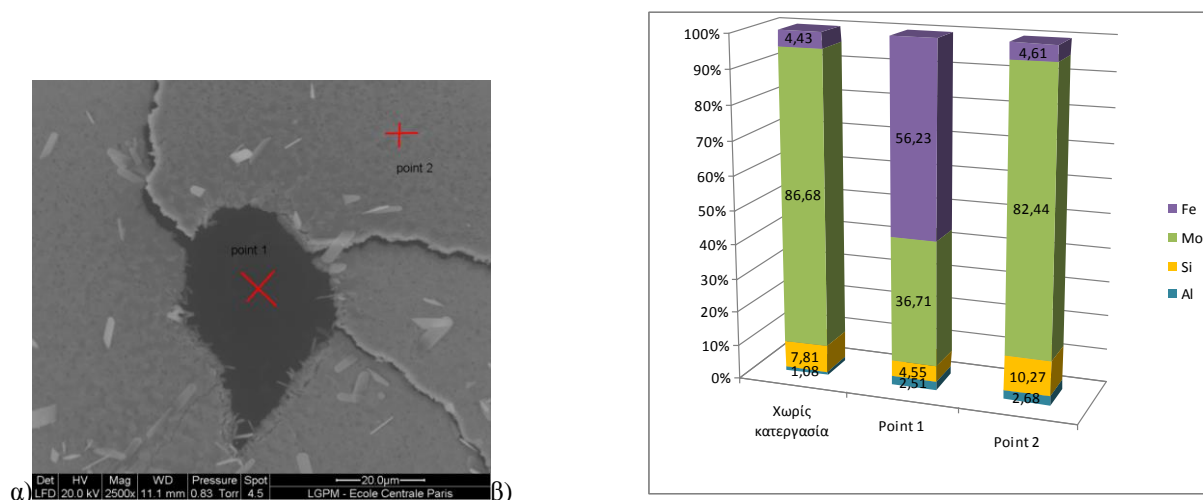 point 2
point 1
Det HV Mag WD Pressure Spot 20.0µm
LFD 20.0 kV 2500x 11.1 mm 0.83 Torr 4.5 LGPM - Ecole Centrale Paris
α)
β)
100%
90%
80%
70%
60%
50%
40%
30%
20%
10%
0%
4,43
86,68
7,81
1,08
56,23
36,71
4,55
2,51
4,61
82,44
10,27
2,68
Χωρίς
κατεργασία
Point 1
Point 2
Fe
Mo
Si
Al